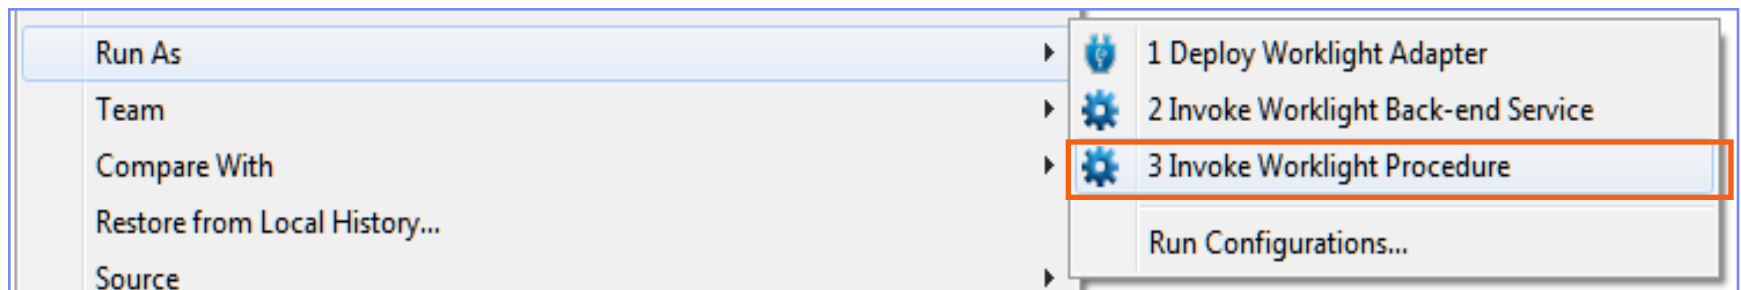 Run As
Team
Compare With
Restore from Local History...
Source
1 Deploy Worklight Adapter
2 Invoke Worklight Back-end Service
3 Invoke Worklight Procedure
Run Configurations...